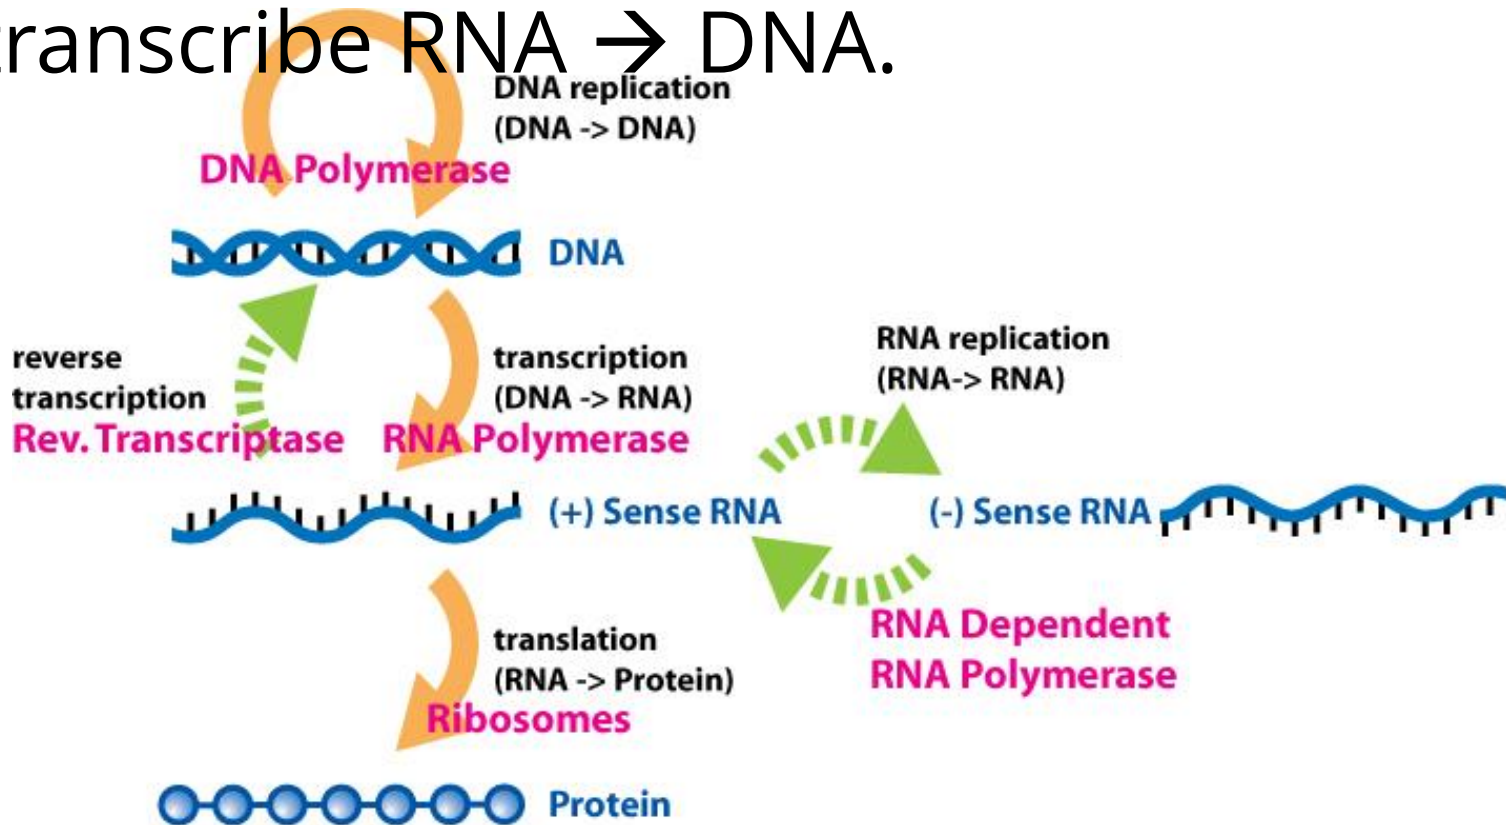 transcribe RNA → DNA.
DNA replication
(DNA -> DNA)
DNA Polymerase
DNA
reverse
transcription
Rev. Transcriptase
transcription
(DNA -> RNA)
RNA Polymerase
RNA replication
(RNA-> RNA)
(+) Sense RNA
(-) Sense RNA
RNA Dependent
RNA Polymerase
translation
(RNA -> Protein)
Ribosomes
Protein